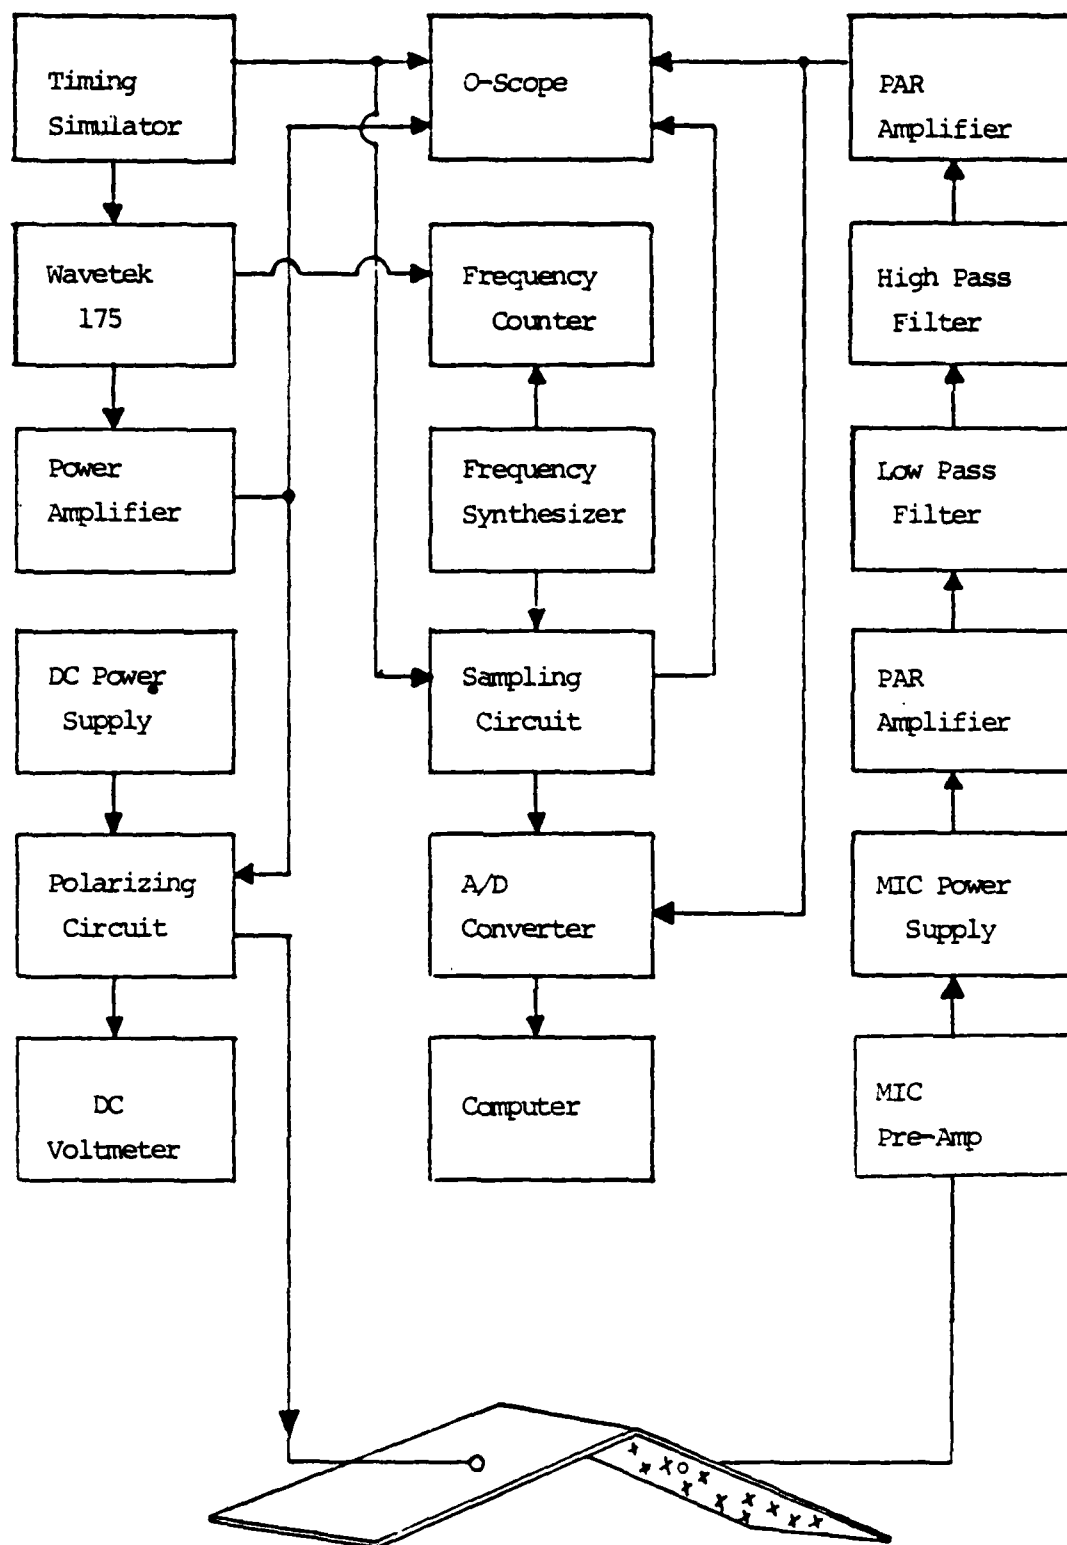 Timing
Simulator
O-Scope
PAR
Amplifier
Wavetek
175
Frequency
Counter
High Pass
Filter
Power
Amplifier
Frequency
Synthesizer
Low Pass
Filter
DC Power
Supply
Sampling
Circuit
PAR
Amplifier
Polarizing
Circuit
A/D
Converter
MIC Power
Supply
DC
Voltmeter
Computer
MIC
Pre-Amp